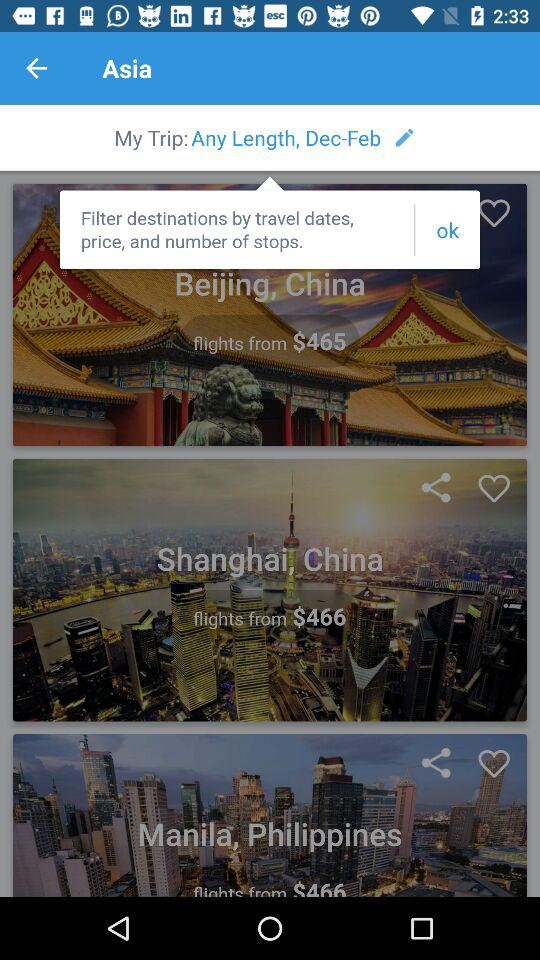 esc 2:33
Asia
My Trip: Any Length, Dec-Feb
Filter destinations by travel dates,
price, and number of stops.
ok
Beijing, China
flights from $465
Shanghai, China
flights from $466
Manila, Philippines
flights from $466